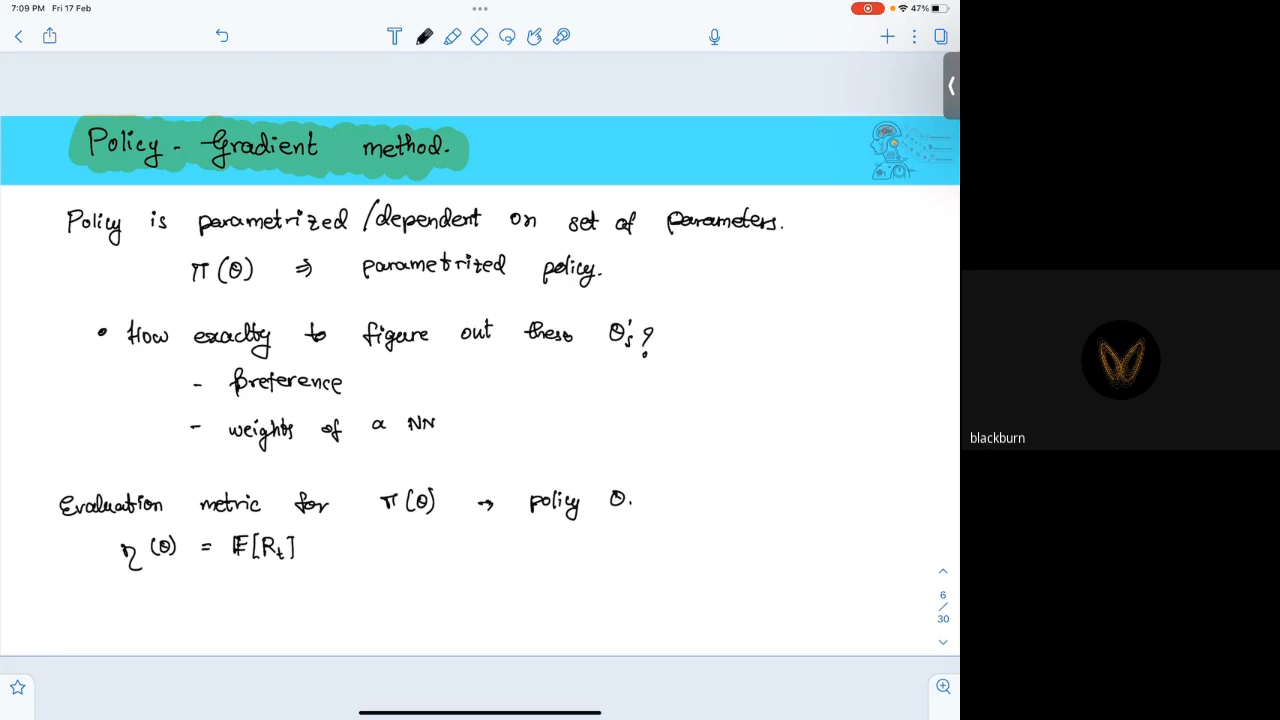 7:09 PM Fri 17 Feb
47%
Policy - Gradient method.
Policy is parametrized /dependent on set of parameters.
π(θ) ⇒ parametrized policy.
• How exactly to figure out these θ's?
- preference
- weights of a NN
Evaluation metric for π(θ) → policy θ.
η(θ) = E[Rt]
6
/
30
blackburn